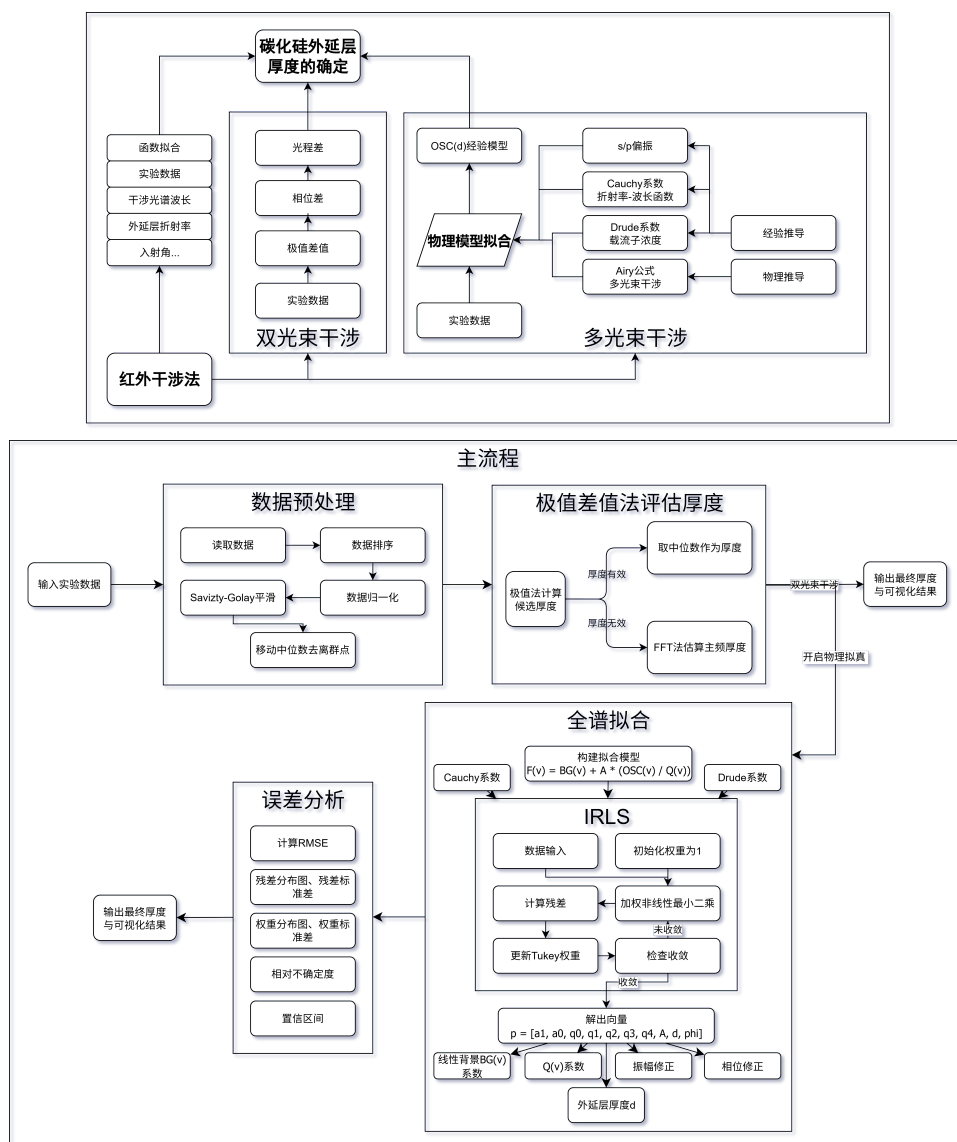 碳化硅外延层
厚度的确定
函数拟合
实验数据
干涉光谱波长
外延层折射率
入射角...
红外干涉法
光程差
相位差
极值差值
实验数据
双光束干涉
OSC(d)经验模型
物理模型拟合
实验数据
s/p偏振
Cauchy系数
折射率-波长函数
Drude系数
载流子浓度
Airy公式
多光束干涉
经验推导
物理推导
多光束干涉
主流程
输入实验数据
数据预处理
读取数据
数据排序
Savizty-Golay平滑
数据归一化
移动中位数去离群点
极值差值法评估厚度
极值法计算
候选厚度
厚度有效
厚度无效
取中位数作为厚度
FFT法估算主频厚度
双光束干涉
输出最终厚度
与可视化结果
开启物理拟真
全谱拟合
构建拟合模型
F(v) = BG(v) + A * (OSC(v) / Q(v))
Cauchy系数
Drude系数
IRLS
数据输入
初始化权重为1
计算残差
加权非线性最小二乘
未收敛
更新Tukey权重
检查收敛
收敛
解出向量
p = [a1, a0, q0, q1, q2, q3, q4, A, d, phi]
线性背景BG(v)
系数
Q(v)系数
振幅修正
相位修正
外延层厚度d
误差分析
计算RMSE
残差分布图、残差标
准差
权重分布图、权重标
准差
相对不确定度
置信区间
输出最终厚度
与可视化结果